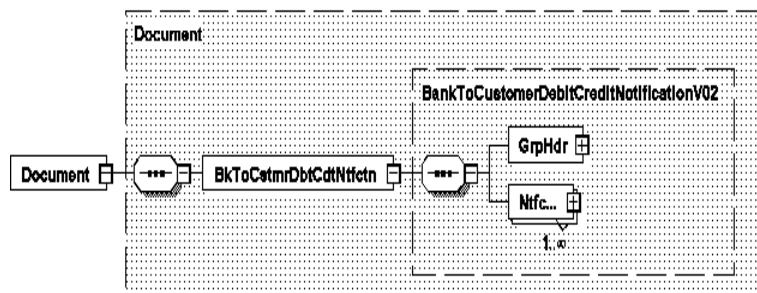 Document
BankToCustomerDebitCreditNotificationV02
GrpHdr
Document
BkToCstmrDbtCdtNtfctn
Ntfc...
1..∞